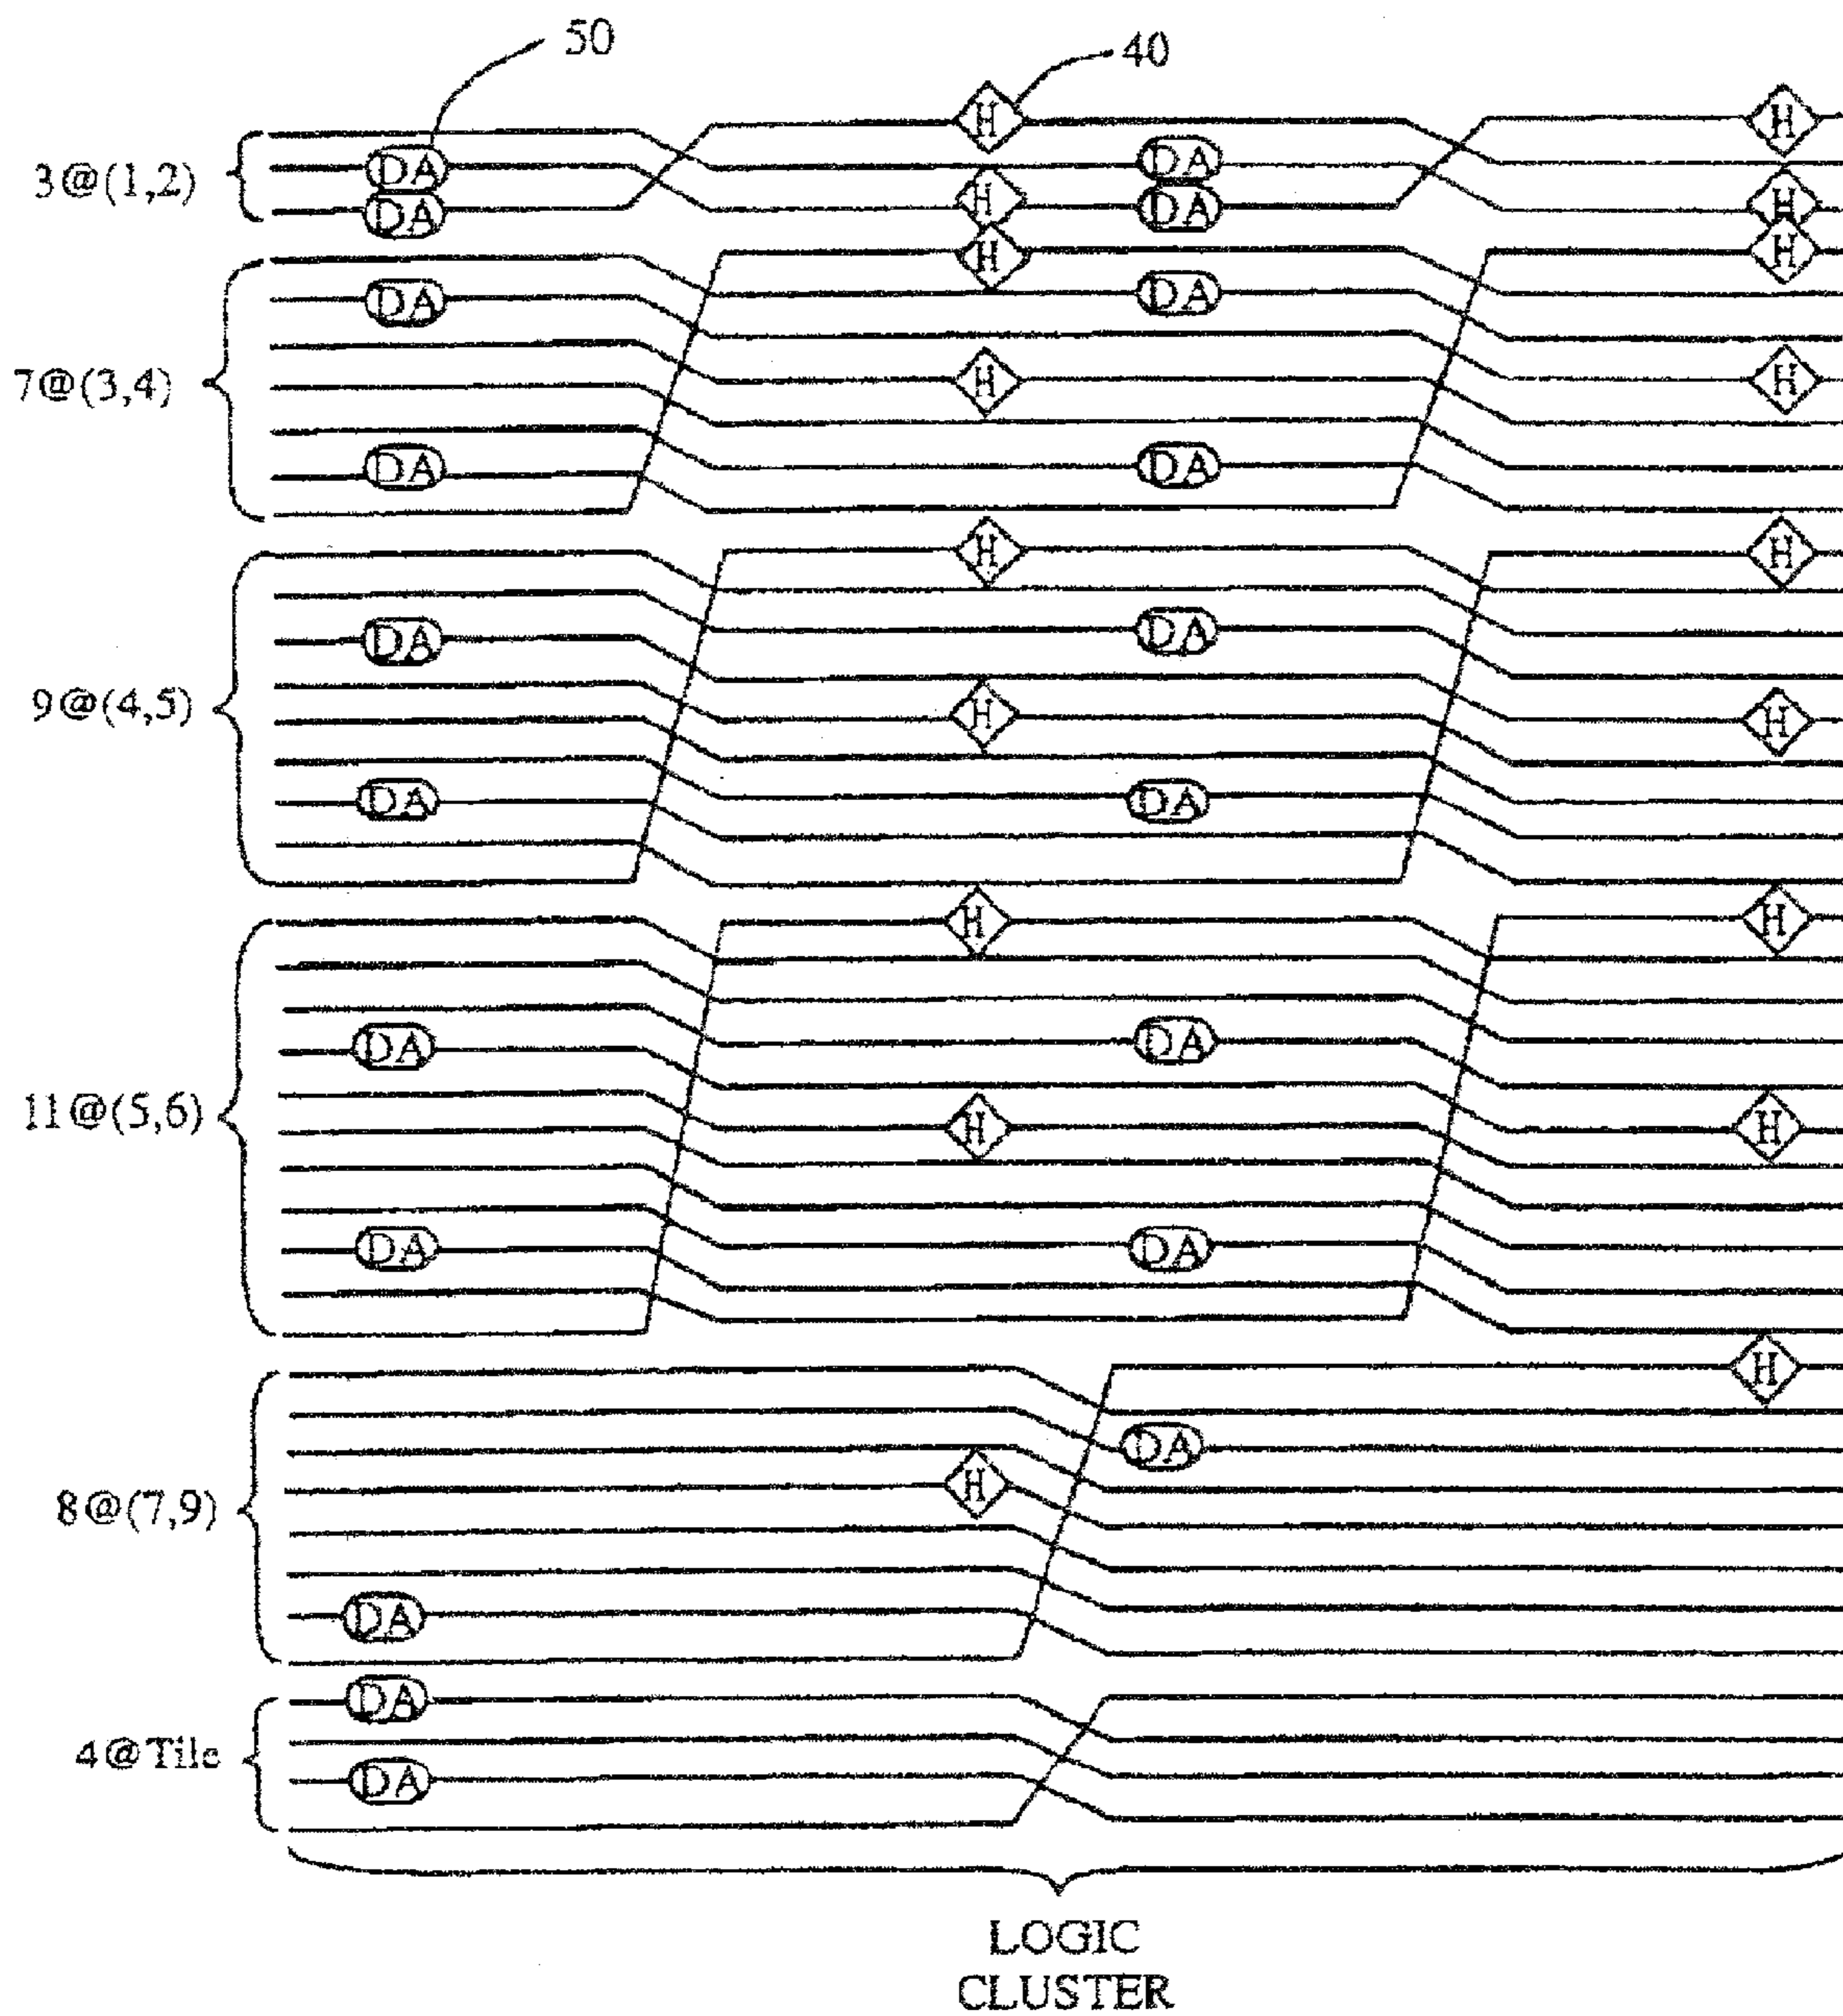 50
40
H H
3@(1,2) DA DA
H H
DA DA
H H
DA DA
7@(3,4) H H
DA DA
H H
DA DA
9@(4,5) H H
DA DA
H H
DA DA
11@(5,6) H H
DA DA
H
DA
8@(7,9) H
DA
DA
4@Tile
DA
LOGIC
CLUSTER